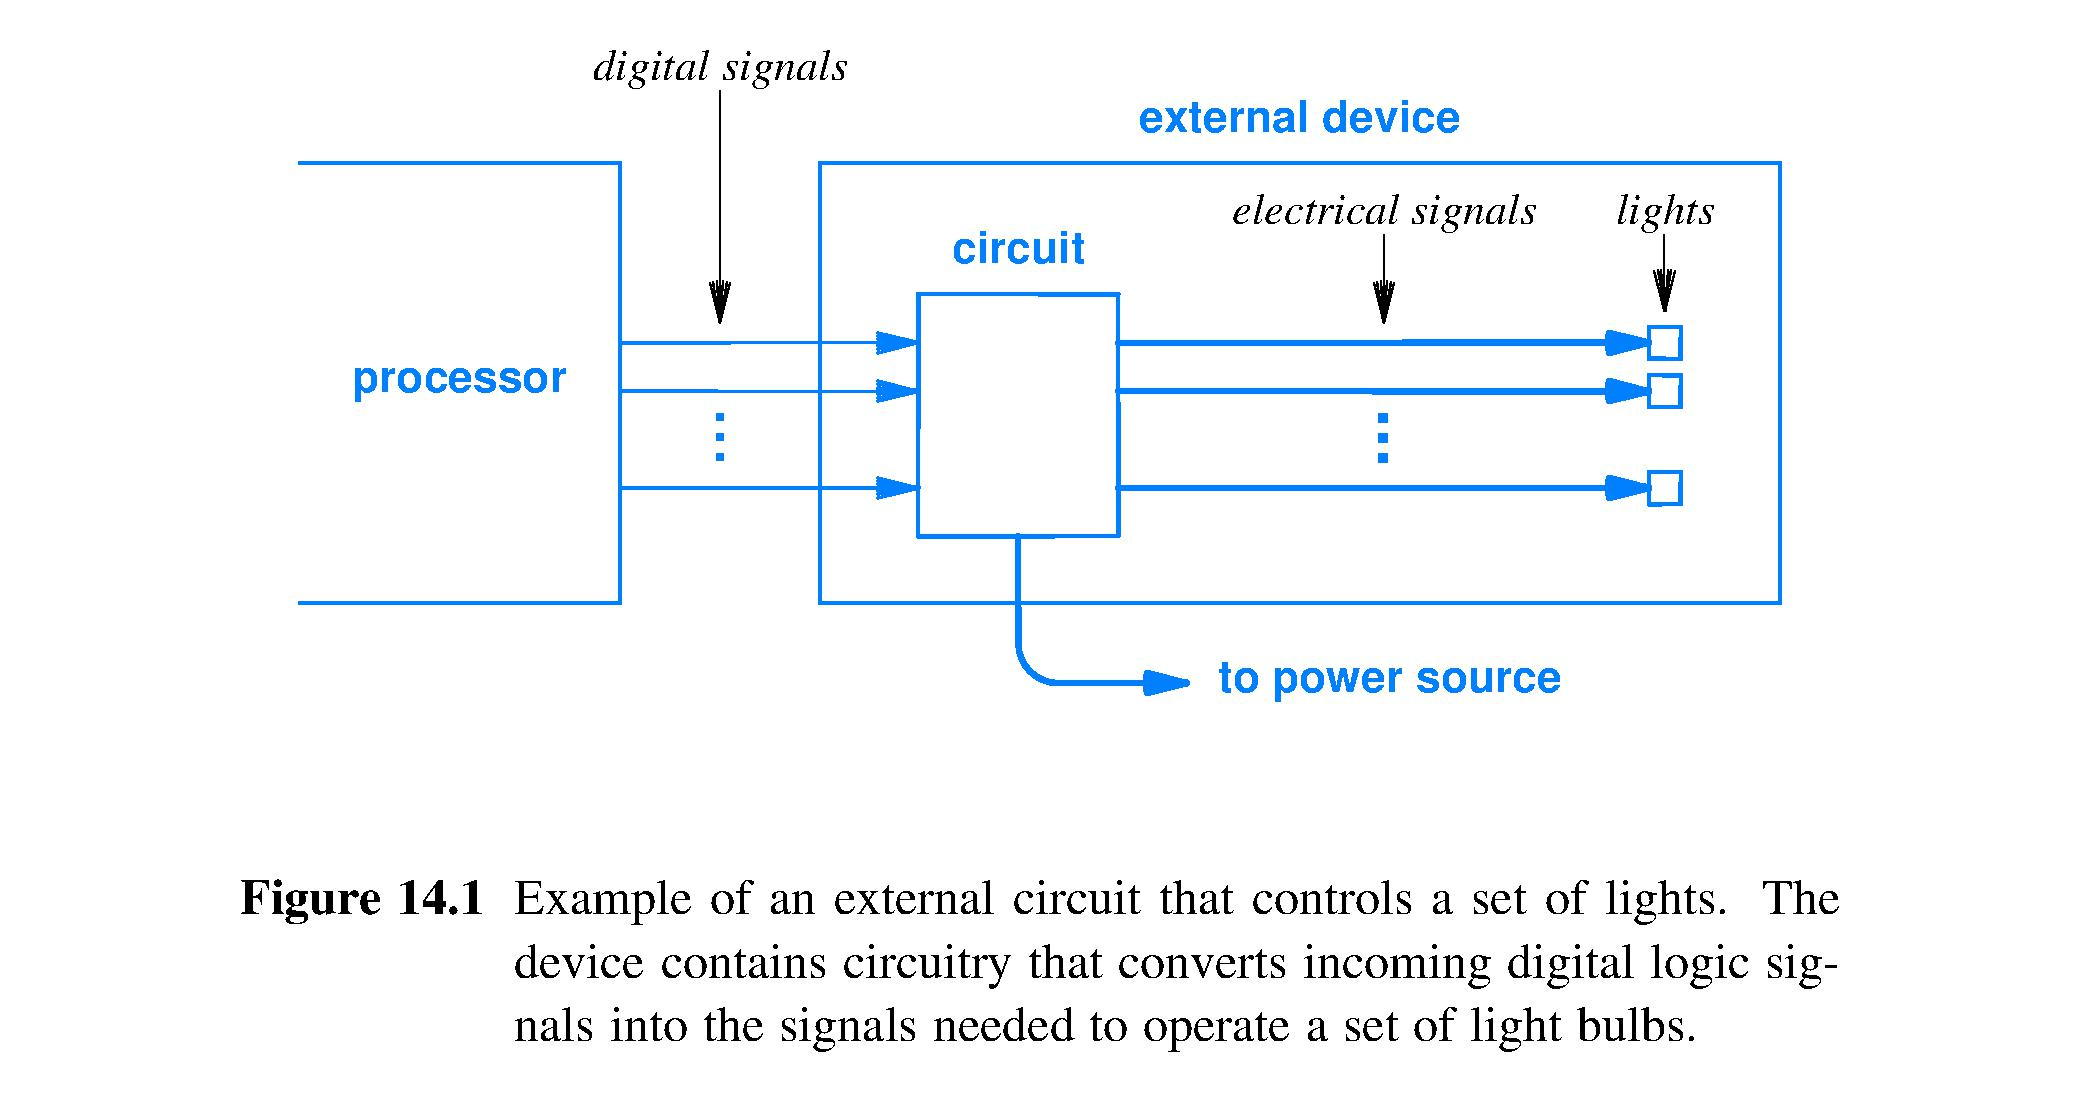 digital signals
external device
electrical signals
lights
circuit
processor
to power source
Figure 14.1 Example of an external circuit that controls a set of lights. The
device contains circuitry that converts incoming digital logic sig-
nals into the signals needed to operate a set of light bulbs.